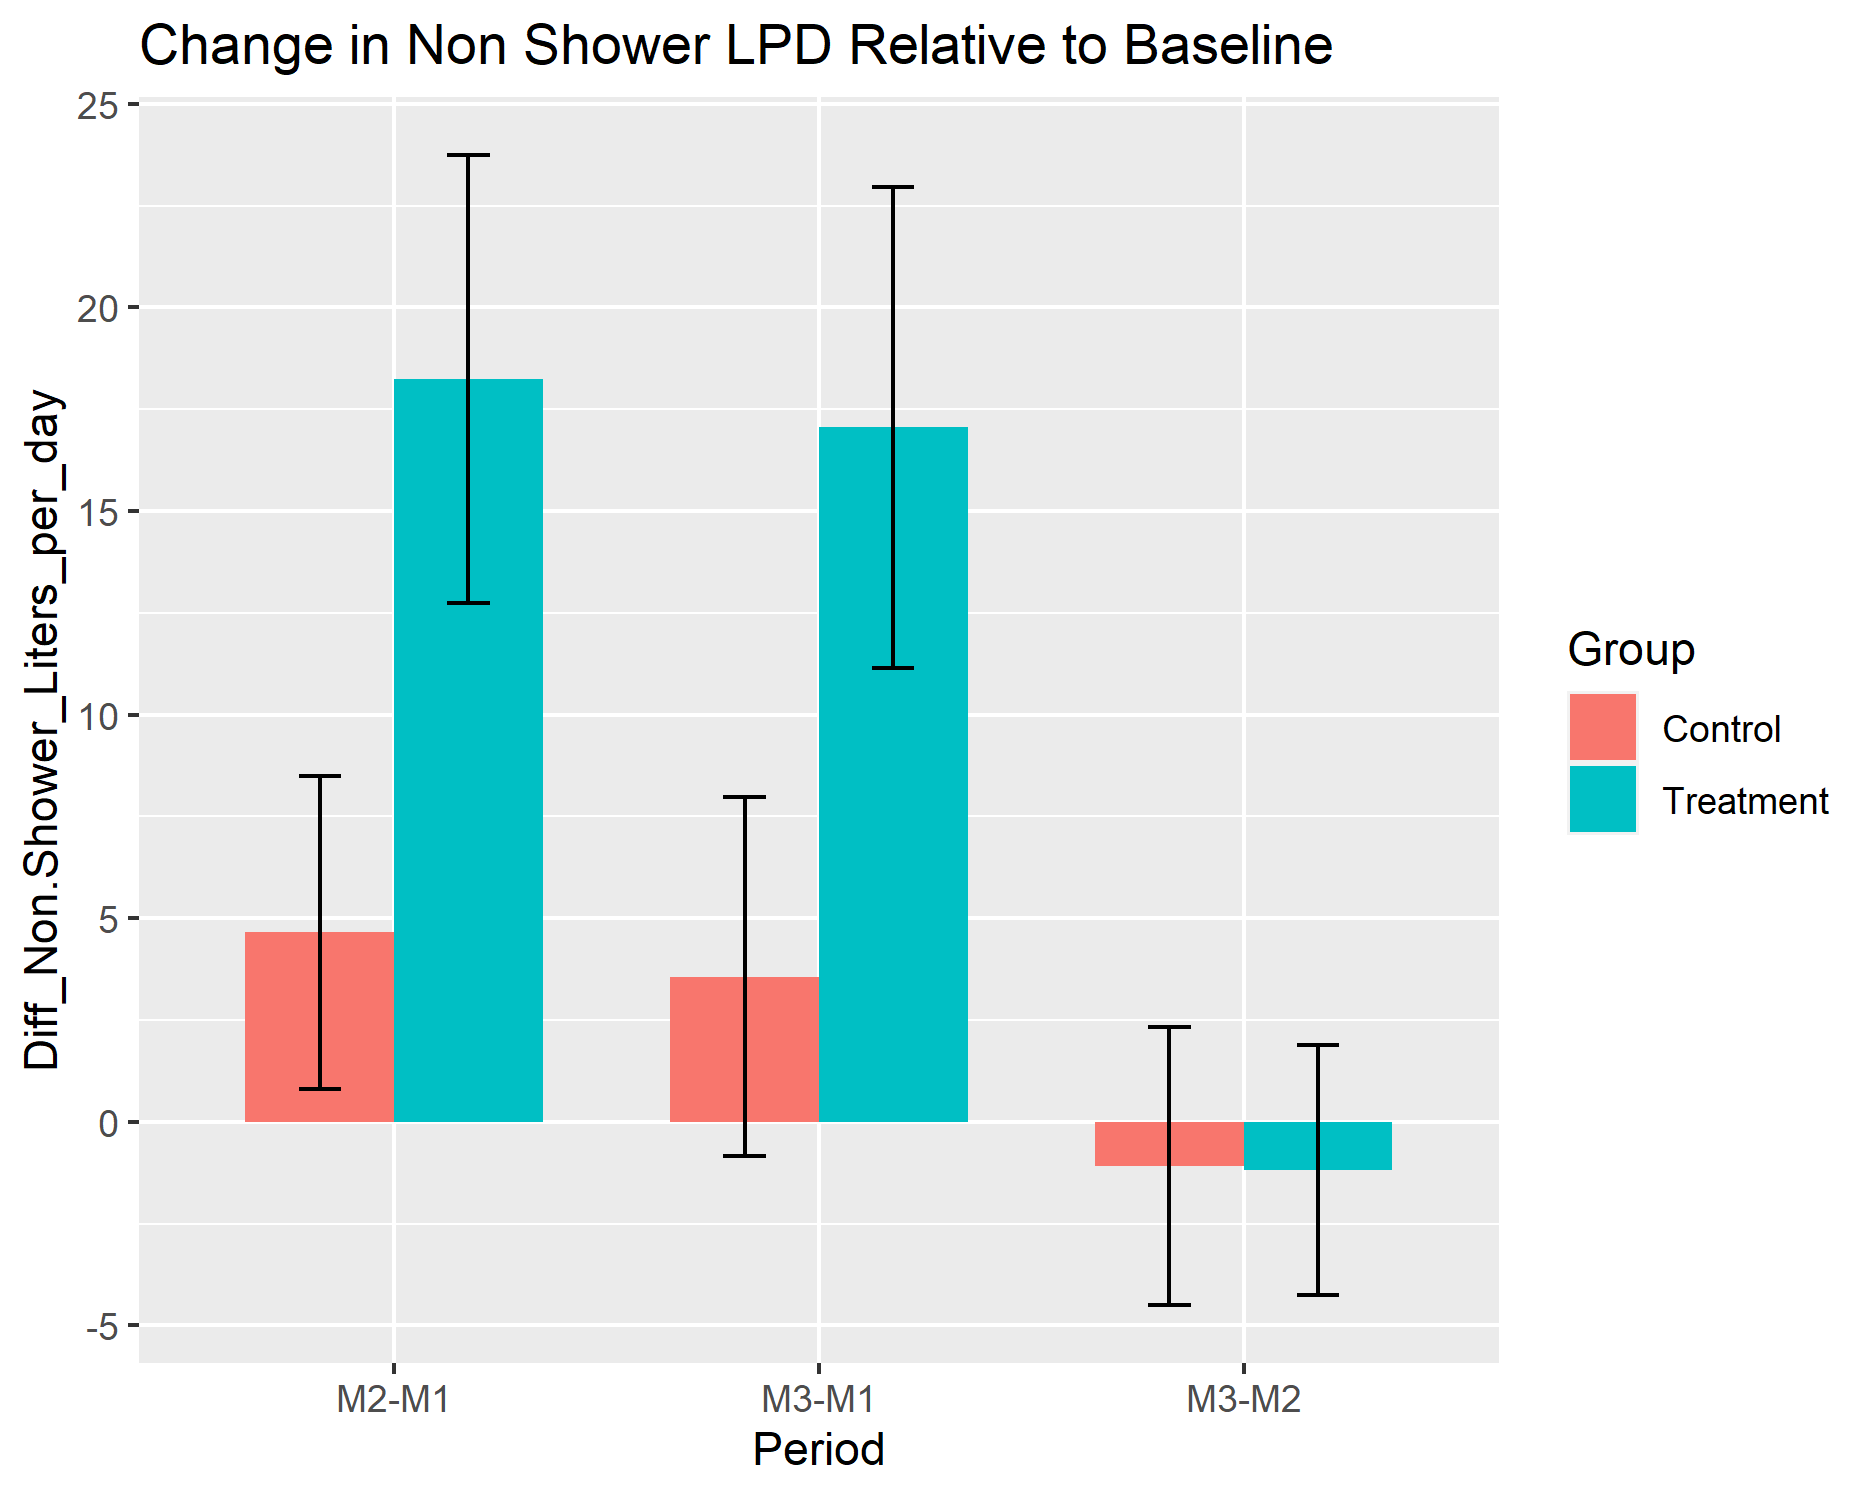 Change in Non Shower LPD Relative to Baseline
Diff_Non.Shower_Liters_per_day
25
20
15
10
5
0
-5
M2-M1
M3-M1
M3-M2
Period
Group
Control
Treatment